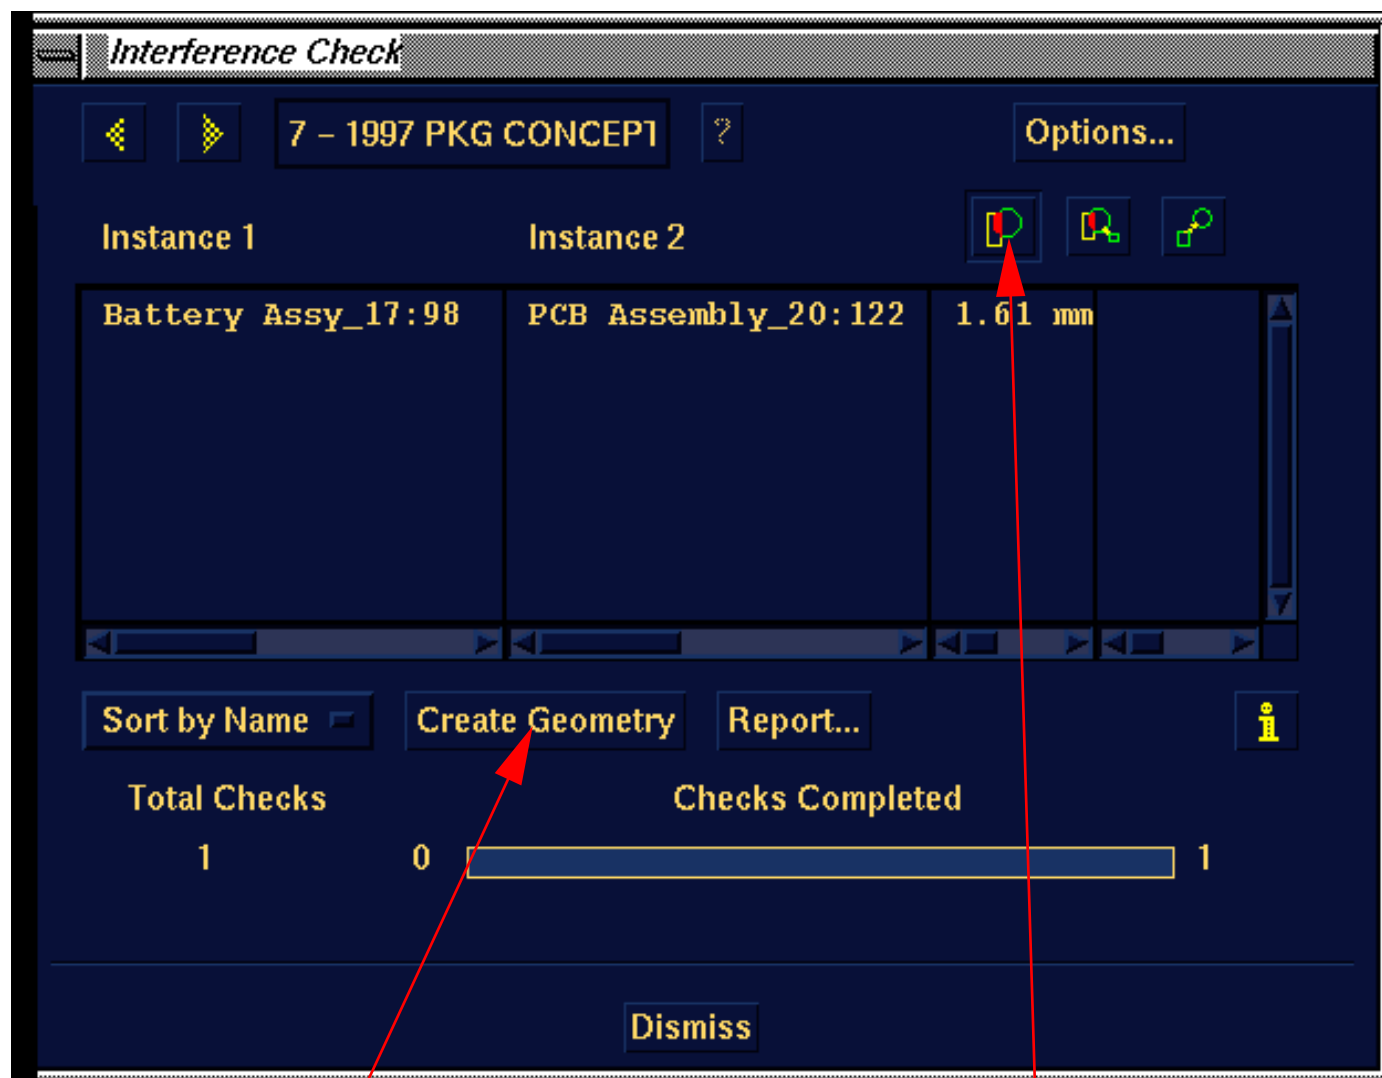 Interference Check
7 – 1997 PKG CONCEPT
?
Options...
Instance 1
Instance 2
Battery Assy_17:98
PCB Assembly_20:122
1.61 mm
Sort by Name
Create Geometry
Report...
i
Total Checks
Checks Completed
1
0
1
Dismiss